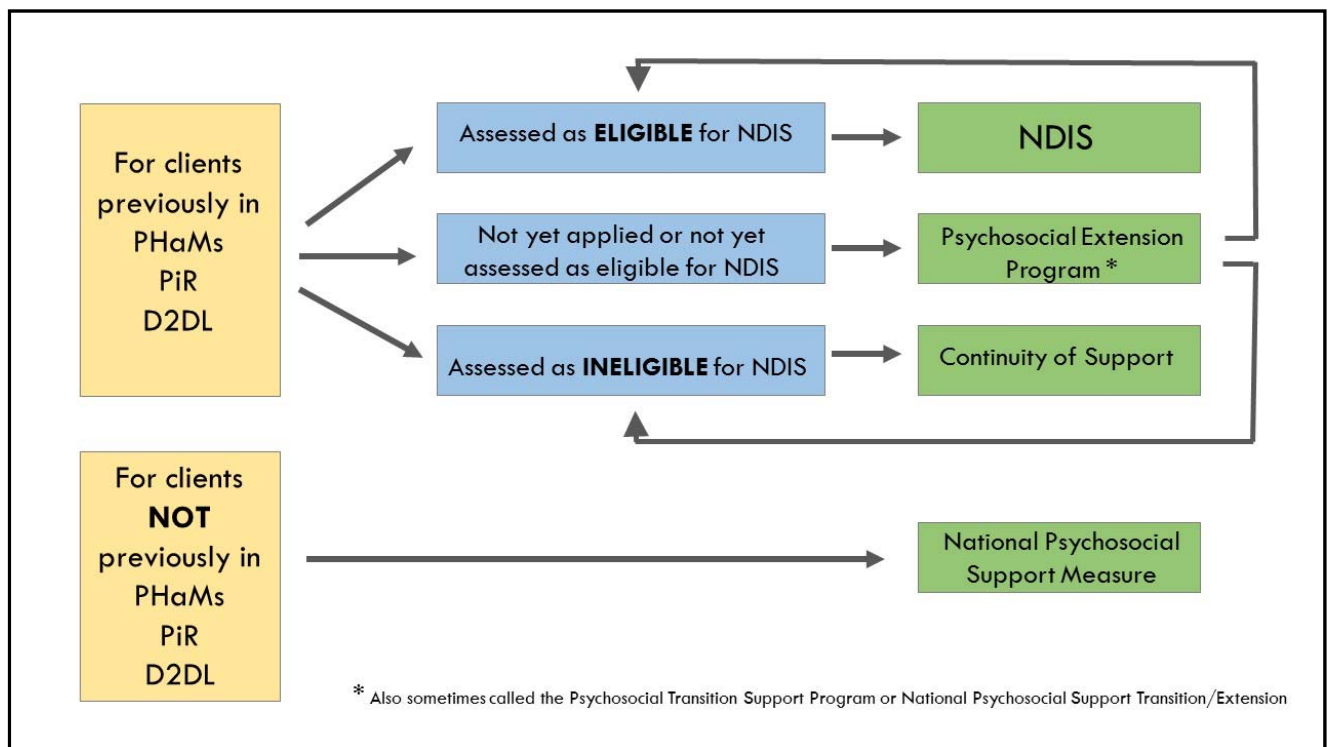 For clients
previously in
PHaMs
PiR
D2DL
Assessed as ELIGIBLE for NDIS
NDIS
Not yet applied or not yet
assessed as eligible for NDIS
Psychosocial Extension
Program *
Assessed as INELIGIBLE for NDIS
Continuity of Support
For clients
NOT
previously in
PHaMs
PiR
D2DL
National Psychosocial
Support Measure
* Also sometimes called the Psychosocial Transition Support Program or National Psychosocial Support Transition/Extension